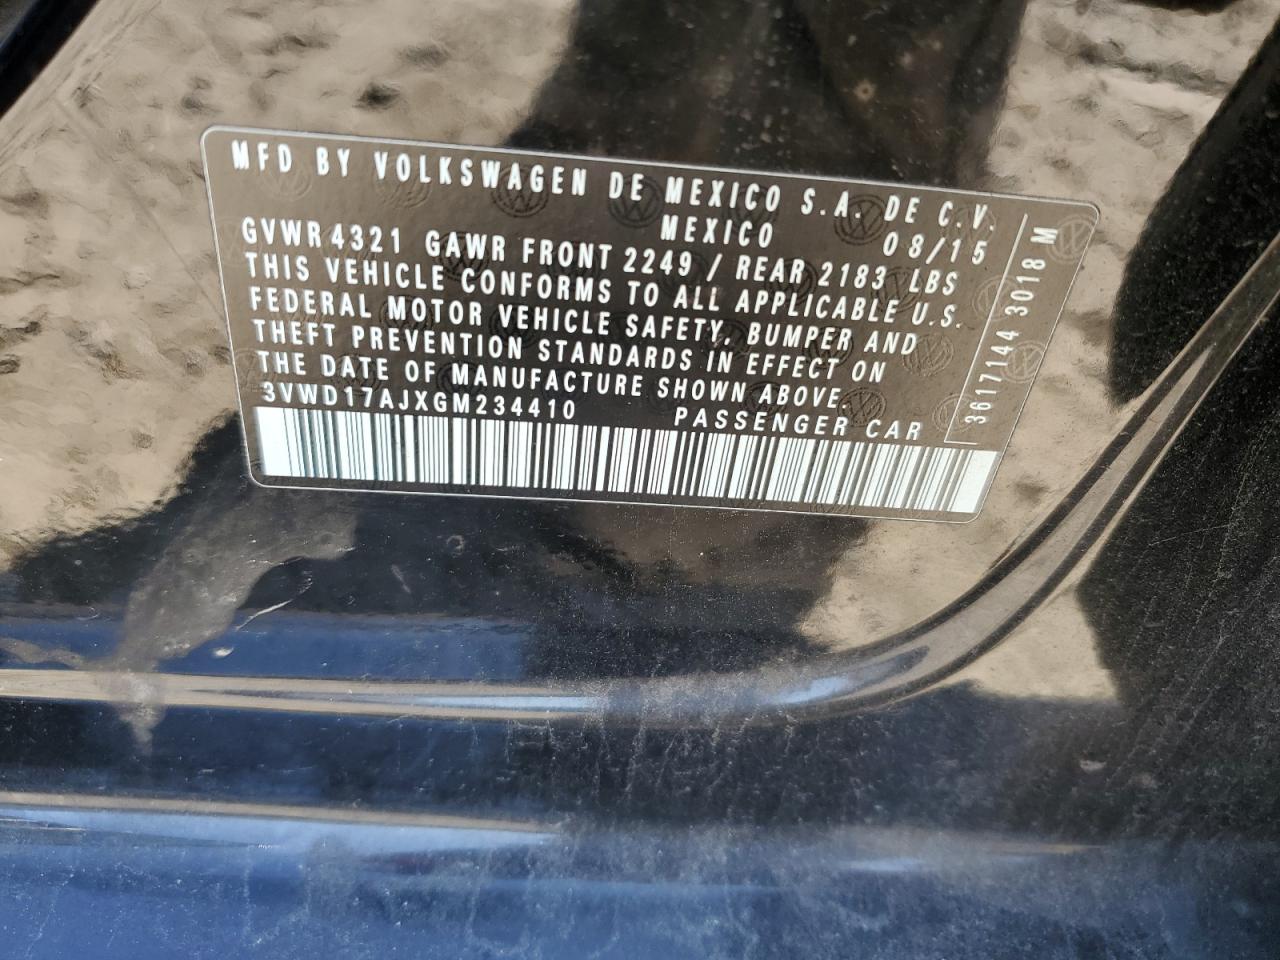 MFD BY VOLKSWAGEN DE MEXICO S.A. DE C.V.
MEXICO 08/15
GVWR 4321 GAWR FRONT 2249 / REAR 2183 LBS
THIS VEHICLE CONFORMS TO ALL APPLICABLE U.S.
FEDERAL MOTOR VEHICLE SAFETY, BUMPER AND
THEFT PREVENTION STANDARDS IN EFFECT ON
THE DATE OF MANUFACTURE SHOWN ABOVE.
3VWD17AJXGM234410 PASSENGER CAR
3617144 3018 M